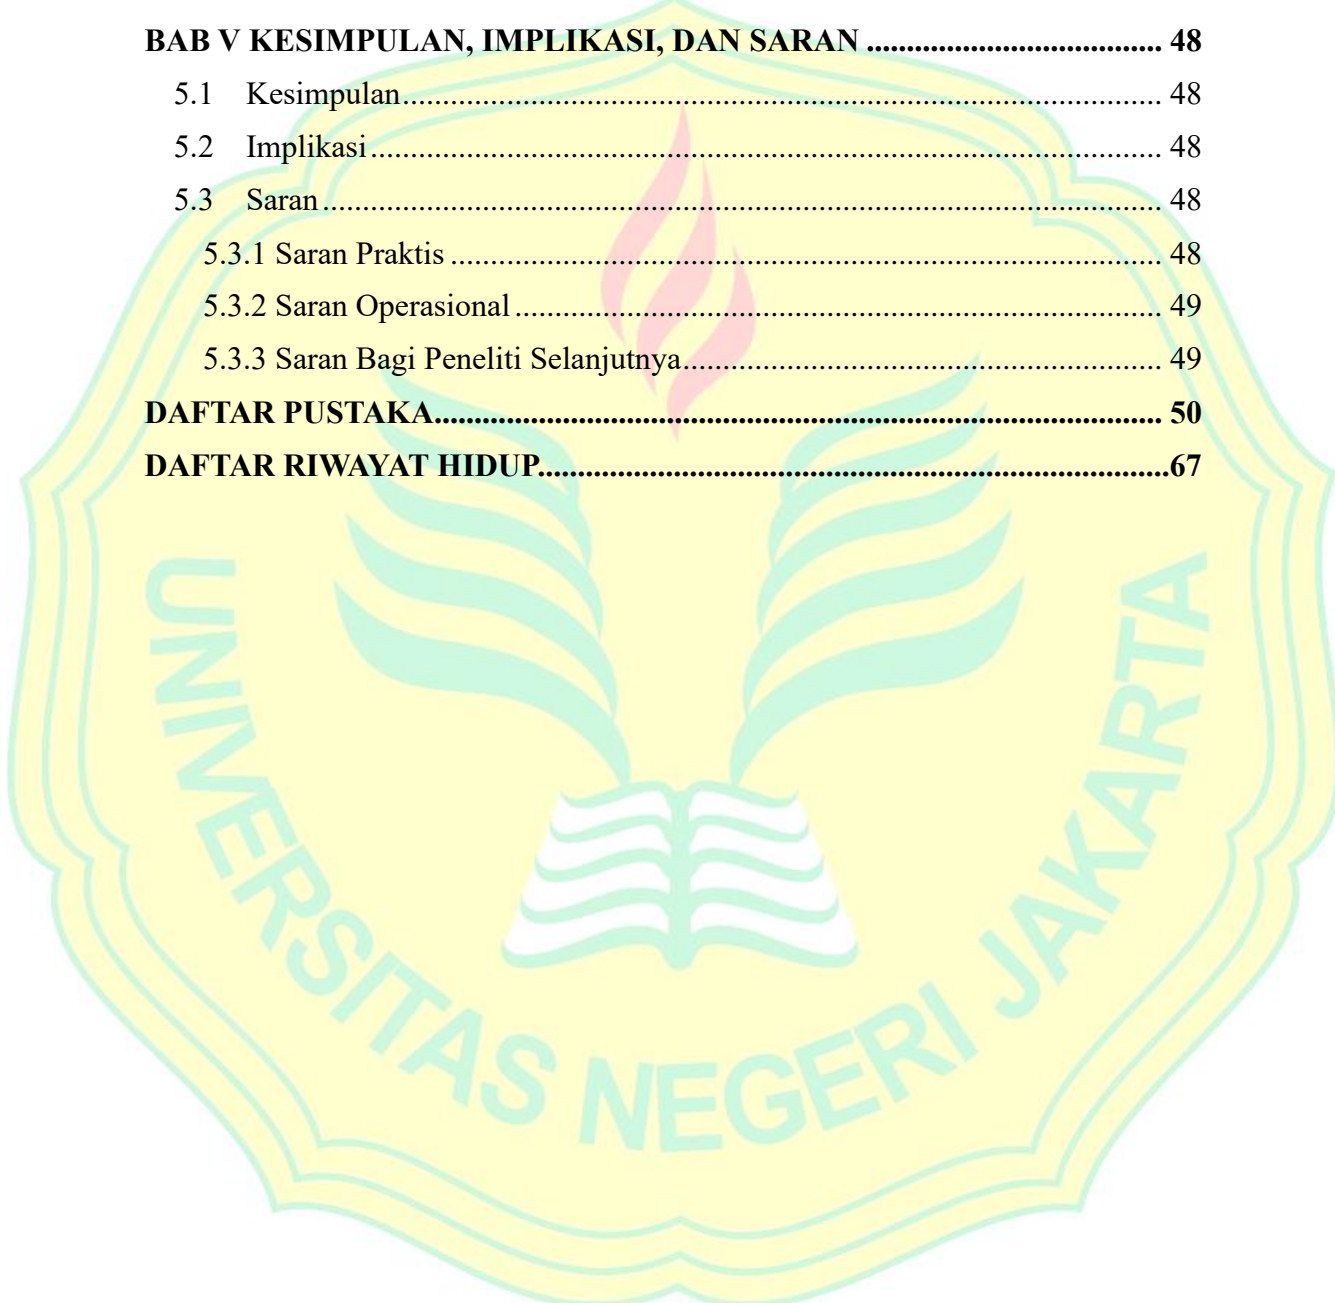 BAB V KESIMPULAN, IMPLIKASI, DAN SARAN .................................... 48
5.1 Kesimpulan................................................................................................ 48
5.2 Implikasi.................................................................................................... 48
5.3 Saran.......................................................................................................... 48
5.3.1 Saran Praktis ......................................................................................... 48
5.3.2 Saran Operasional................................................................................. 49
5.3.3 Saran Bagi Peneliti Selanjutnya............................................................ 49
DAFTAR PUSTAKA.......................................................................................... 50
DAFTAR RIWAYAT HIDUP..............................................................................67
UNIVERSITAS NEGERI JAKARTA